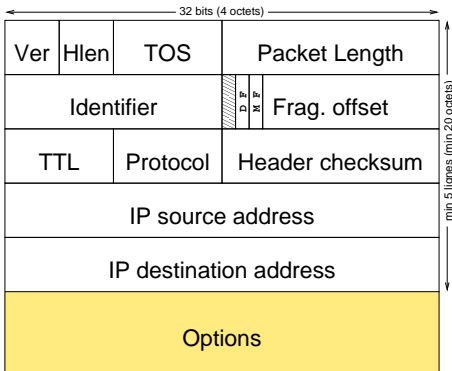 32 bits (4 octets)
Ver Hlen TOS Packet Length
Identifier D F M F Frag. offset
TTL Protocol Header checksum
IP source address
IP destination address
Options
min 5 lignes (min 20 octets)